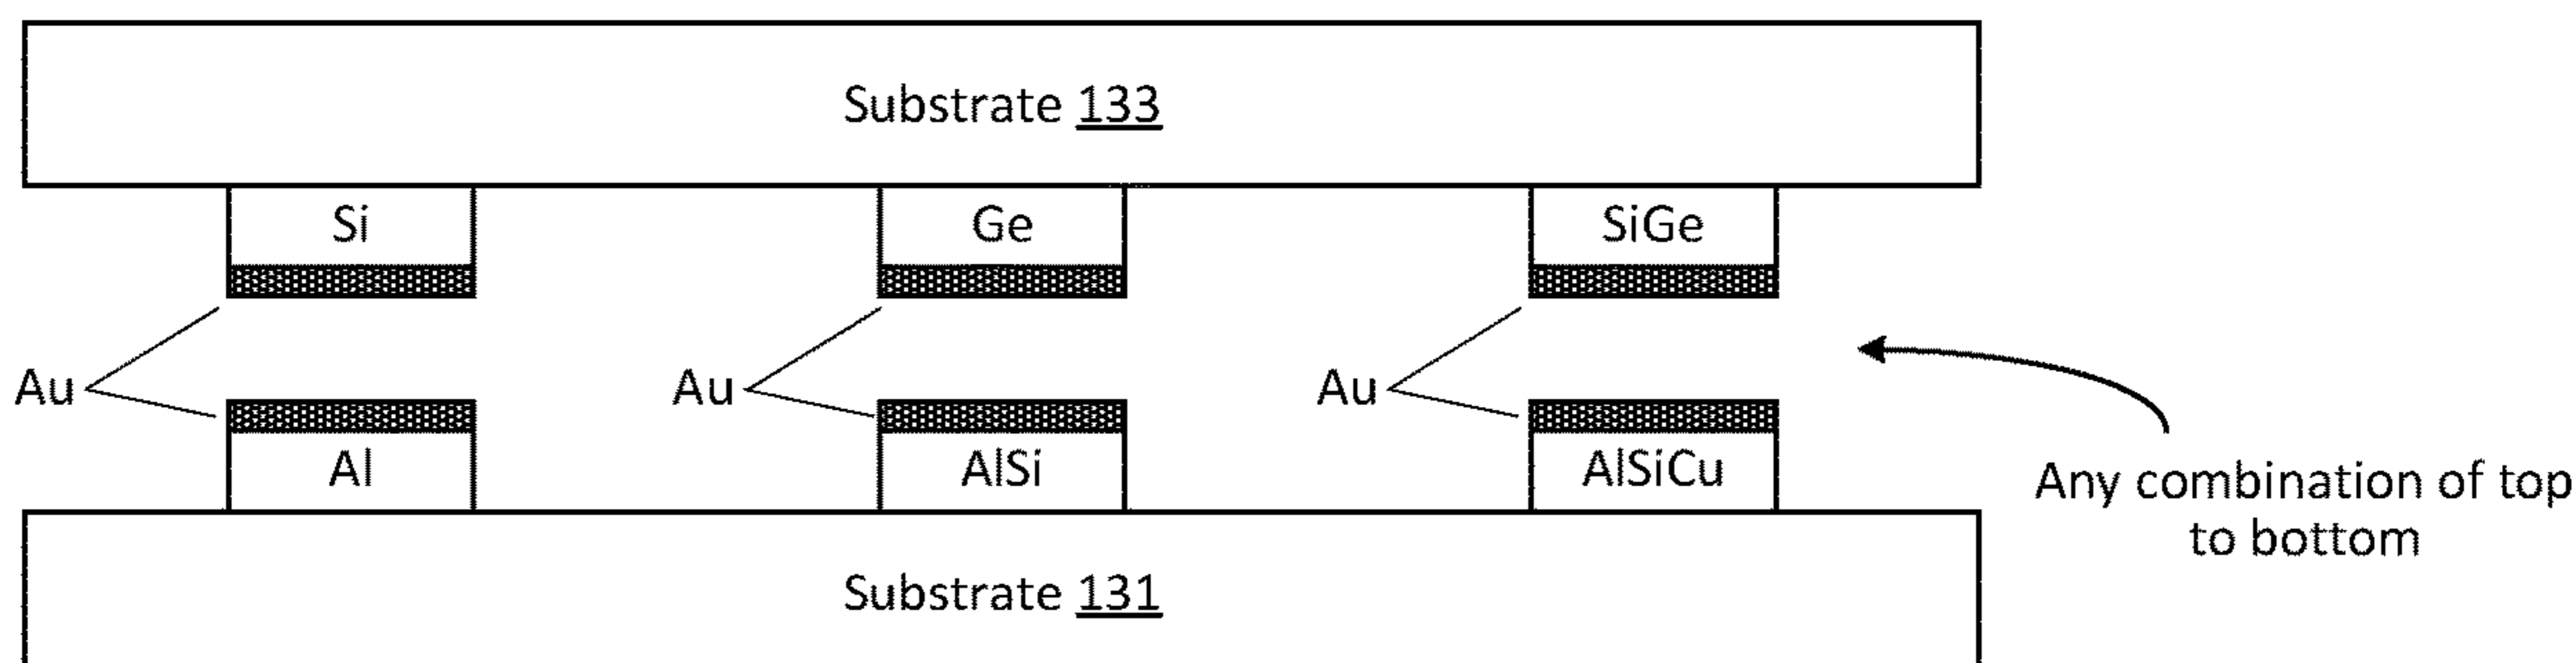 Substrate 133
Si
Ge
SiGe
Au
Au
Au
Al
AlSi
AlSiCu
Any combination of top
to bottom
Substrate 131